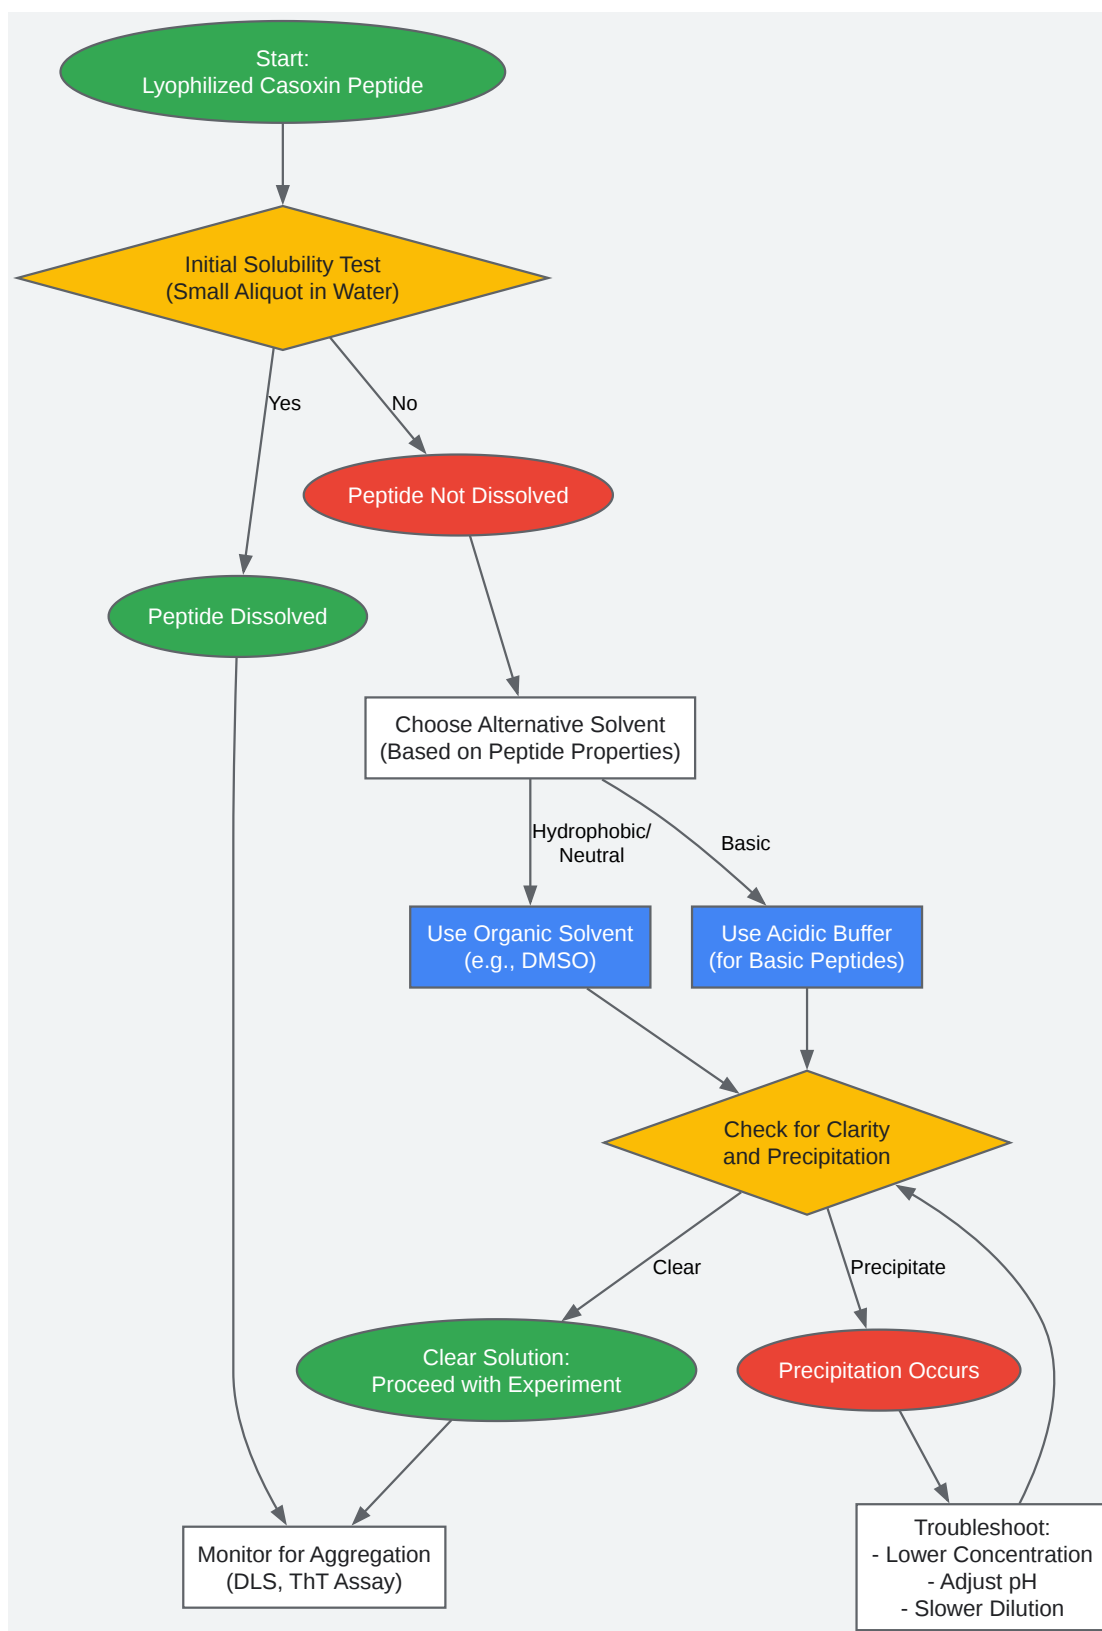 Start:
Lyophilized Casoxin Peptide
Initial Solubility Test
(Small Aliquot in Water)
Yes
No
Peptide Not Dissolved
Peptide Dissolved
Choose Alternative Solvent
(Based on Peptide Properties)
Hydrophobic/
Neutral
Basic
Use Organic Solvent
(e.g., DMSO)
Use Acidic Buffer
(for Basic Peptides)
Check for Clarity
and Precipitation
Clear
Precipitate
Clear Solution:
Proceed with Experiment
Precipitation Occurs
Monitor for Aggregation
(DLS, ThT Assay)
Troubleshoot:
- Lower Concentration
- Adjust pH
- Slower Dilution